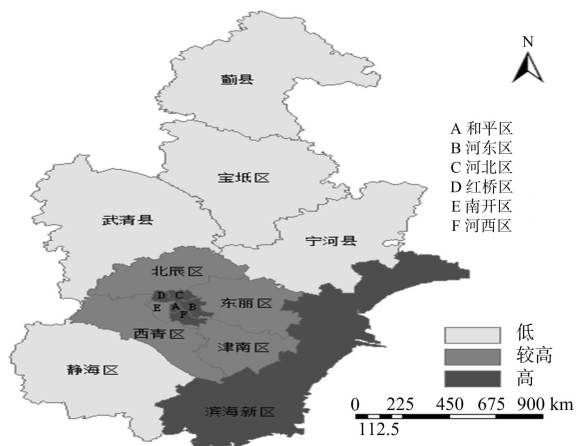 N
蓟县
A 和平区
B 河东区
C 河北区
D 红桥区
E 南开区
F 河西区
宝坻区
武清县
宁河县
北辰区
D C
E A B
F
东丽区
西青区
津南区
静海区
滨海新区
低
较高
高
0 225 450 675 900 km
112.5